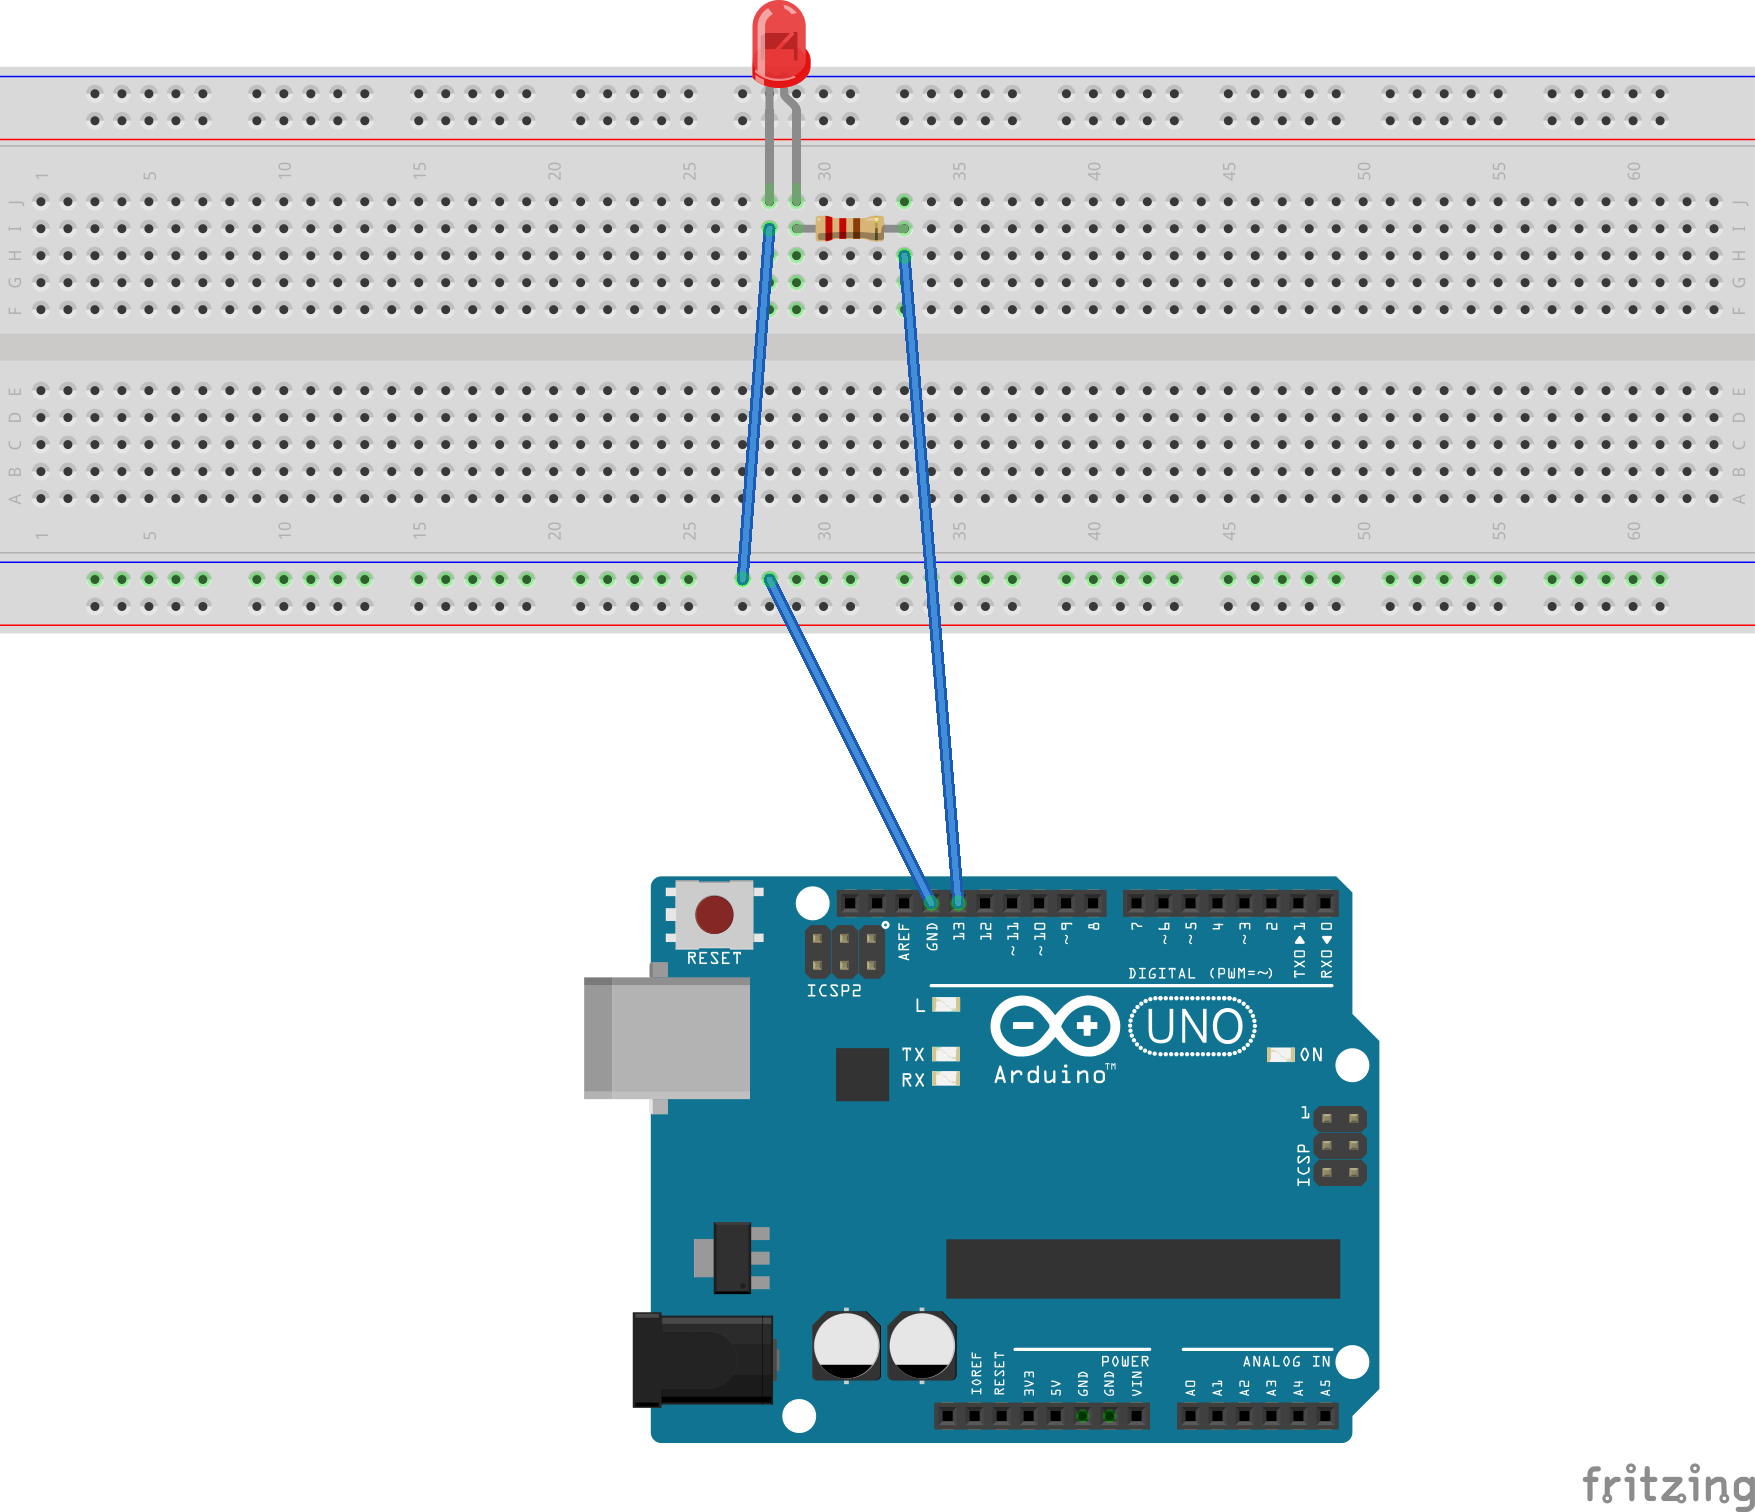 1 5 10 15 20 25 30 35 40 45 50 55 60
J J
I I
H H
G G
F F
E E
D D
C C
B B
A A
1 5 10 15 20 25 30 35 40 45 50 55 60
RESET
ICSP2
AREF
GND
13
12
~11
~10
~9
8
7
~6
~5
4
~3
2
TX0▶1
RX0◀0
DIGITAL (PWM=~)
L
TX
RX
UNO
Arduino™
ON
1
ICSP
IOREF
RESET
3V3
5V
GND
GND
VIN
POWER
ANALOG IN
A0
A1
A2
A3
A4
A5
fritzing